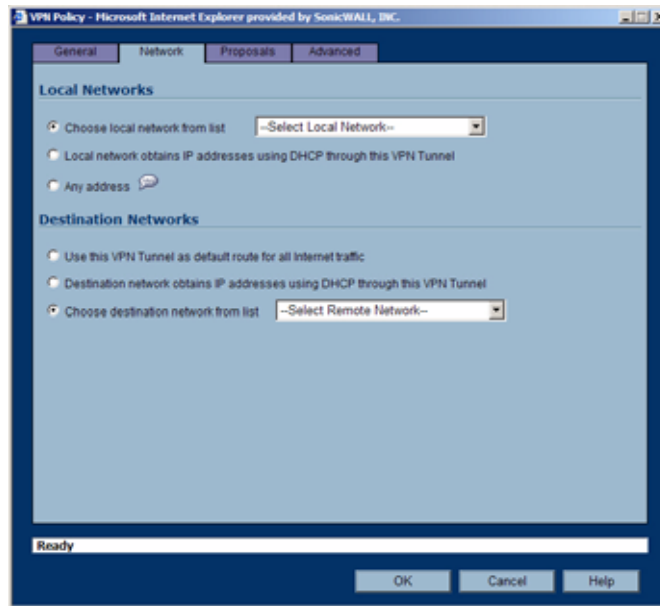 VPN Policy - Microsoft Internet Explorer provided by SonicWALL, INC.
General Network Proposals Advanced
Local Networks
Choose local network from list --Select Local Network--
Local network obtains IP addresses using DHCP through this VPN Tunnel
Any address
Destination Networks
Use this VPN Tunnel as default route for all Internet traffic
Destination network obtains IP addresses using DHCP through this VPN Tunnel
Choose destination network from list --Select Remote Network--
Ready
OK Cancel Help